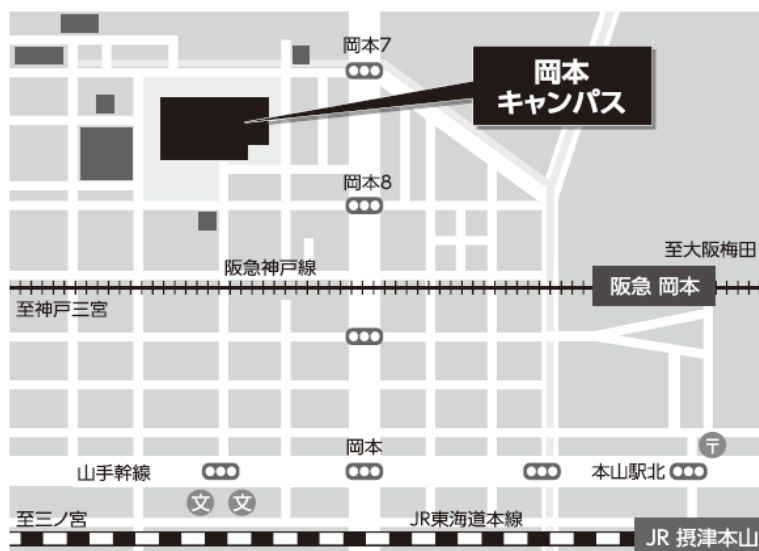 岡本7
岡本
キャンパス
岡本8
至大阪梅田
阪急神戸線
阪急 岡本
至神戸三宮
岡本
山手幹線
本山駅北
〒
文
文
至三ノ宮
JR東海道本線
JR 摂津本山